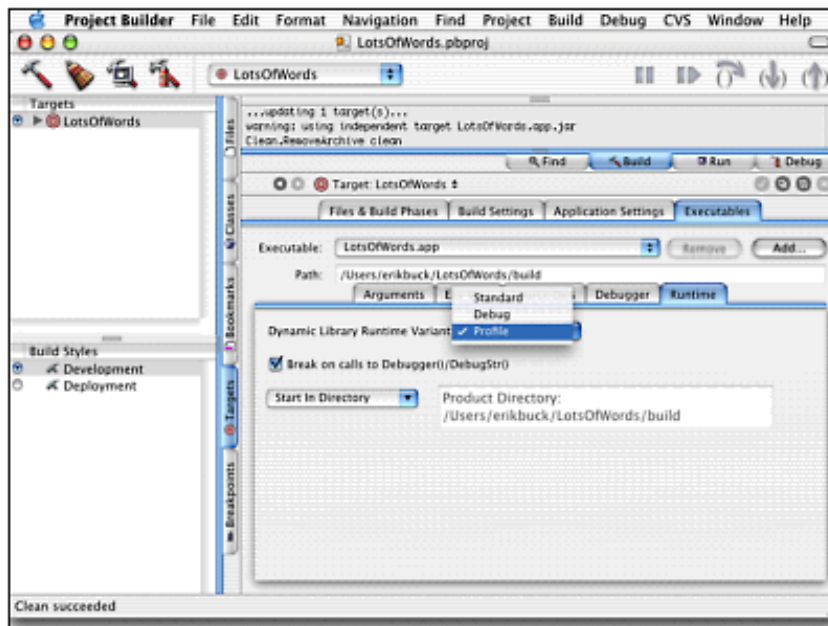 Project Builder File Edit Format Navigation Find Project Build Debug CVS Window Help
LotsOfWords.pbproj
LotsOfWords
Targets
LotsOfWords
Files
Classes
Bookmarks
Targets
Breakpoints
...updating 1 target(s)...
warning: using independent target LotsOfWords.app.jar
Clean.RemoveArchive clean
Find Build Run Debug
Target: LotsOfWords
Files & Build Phases Build Settings Application Settings Executables
Executable: LotsOfWords.app Remove Add...
Path: /Users/erikbuck/LotsOfWords/build
Arguments Debugger Runtime
Standard
Debug
Dynamic Library Runtime Variant ✓ Profile
Break on calls to Debugger()/DebugStr()
Start In Directory
Product Directory:
/Users/erikbuck/LotsOfWords/build
Build Styles
Development
Deployment
Clean succeeded